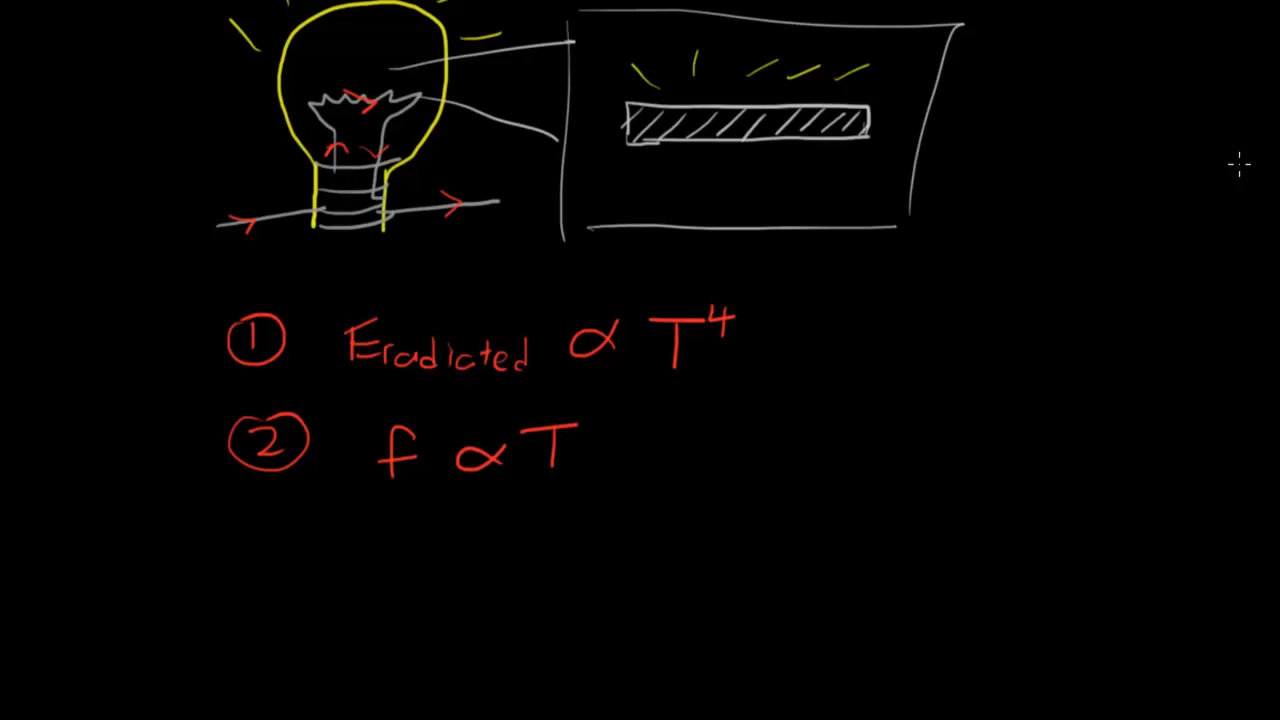 ① Eradiated ∝ T⁴
② f ∝ T